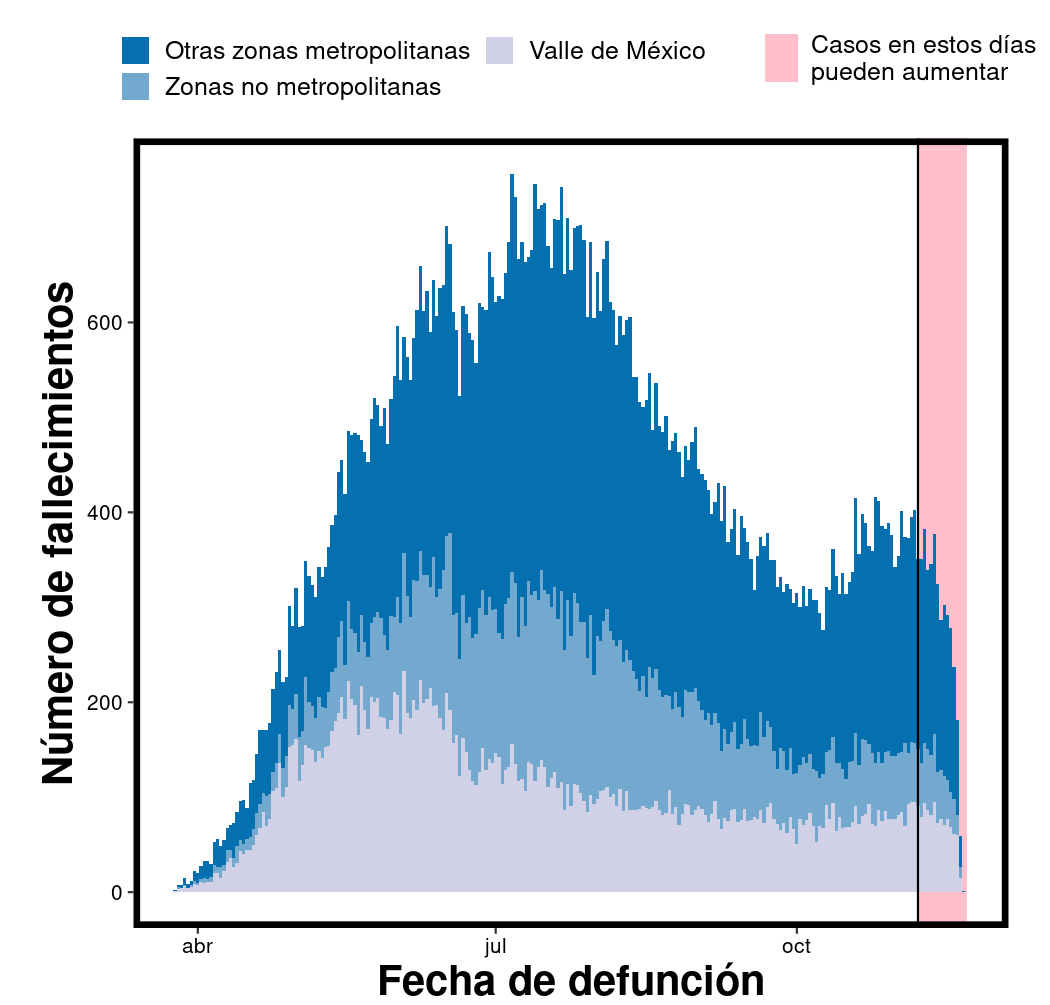 Otras zonas metropolitanas
Valle de México
Zonas no metropolitanas
Casos en estos días
pueden aumentar
Número de fallecimientos
600
400
200
0
abr
jul
oct
Fecha de defunción